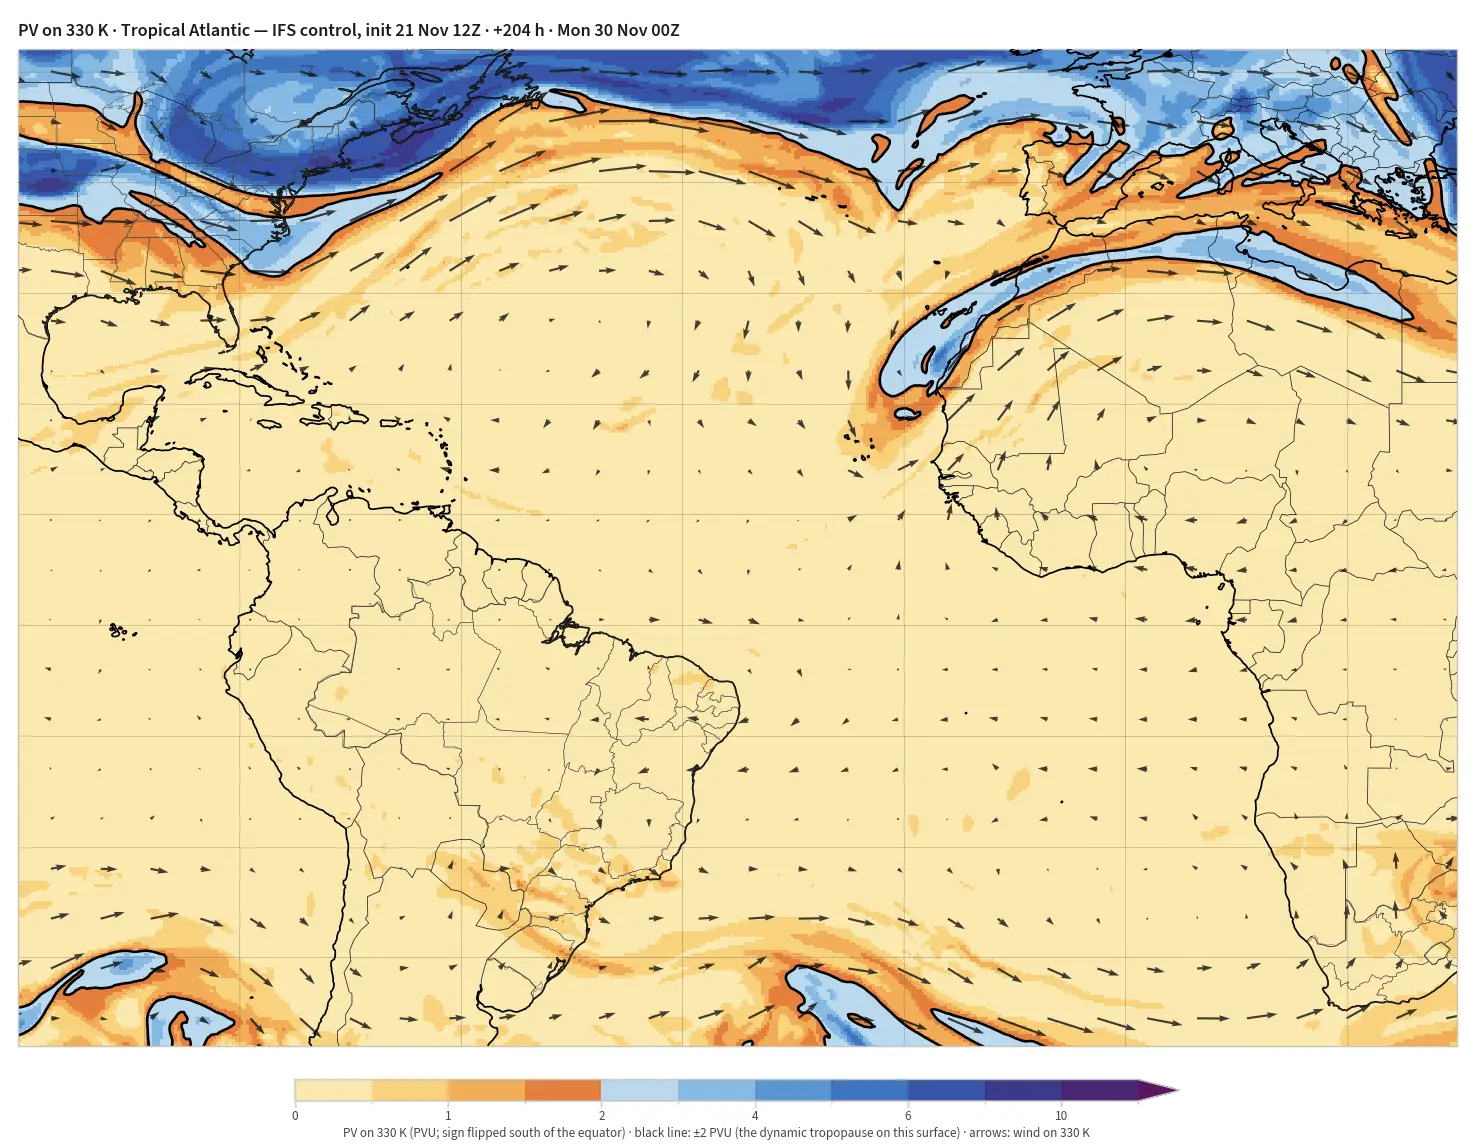 PV on 330 K · Tropical Atlantic — IFS control, init 21 Nov 12Z · +204 h · Mon 30 Nov 00Z
0 1 2 4 6 10
PV on 330 K (PVU; sign flipped south of the equator) · black line: ±2 PVU (the dynamic tropopause on this surface) · arrows: wind on 330 K